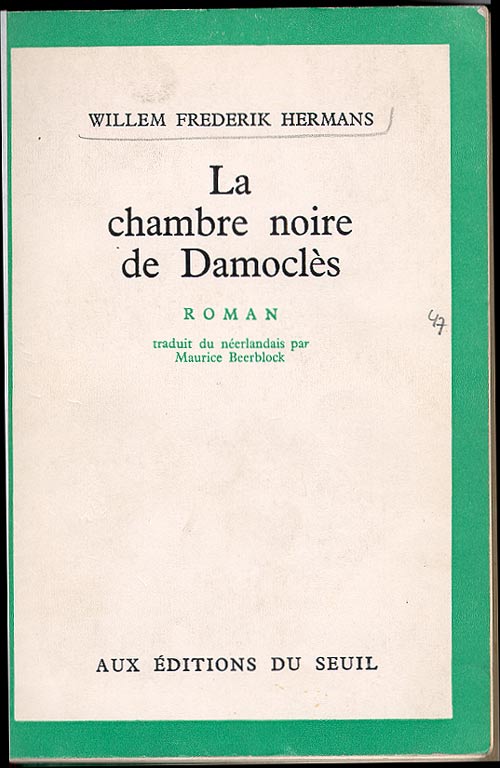 WILLEM FREDERIK HERMANS
La
chambre noire
de Damoclès
ROMAN
traduit du néerlandais par
Maurice Beerblock
47
AUX ÉDITIONS DU SEUIL